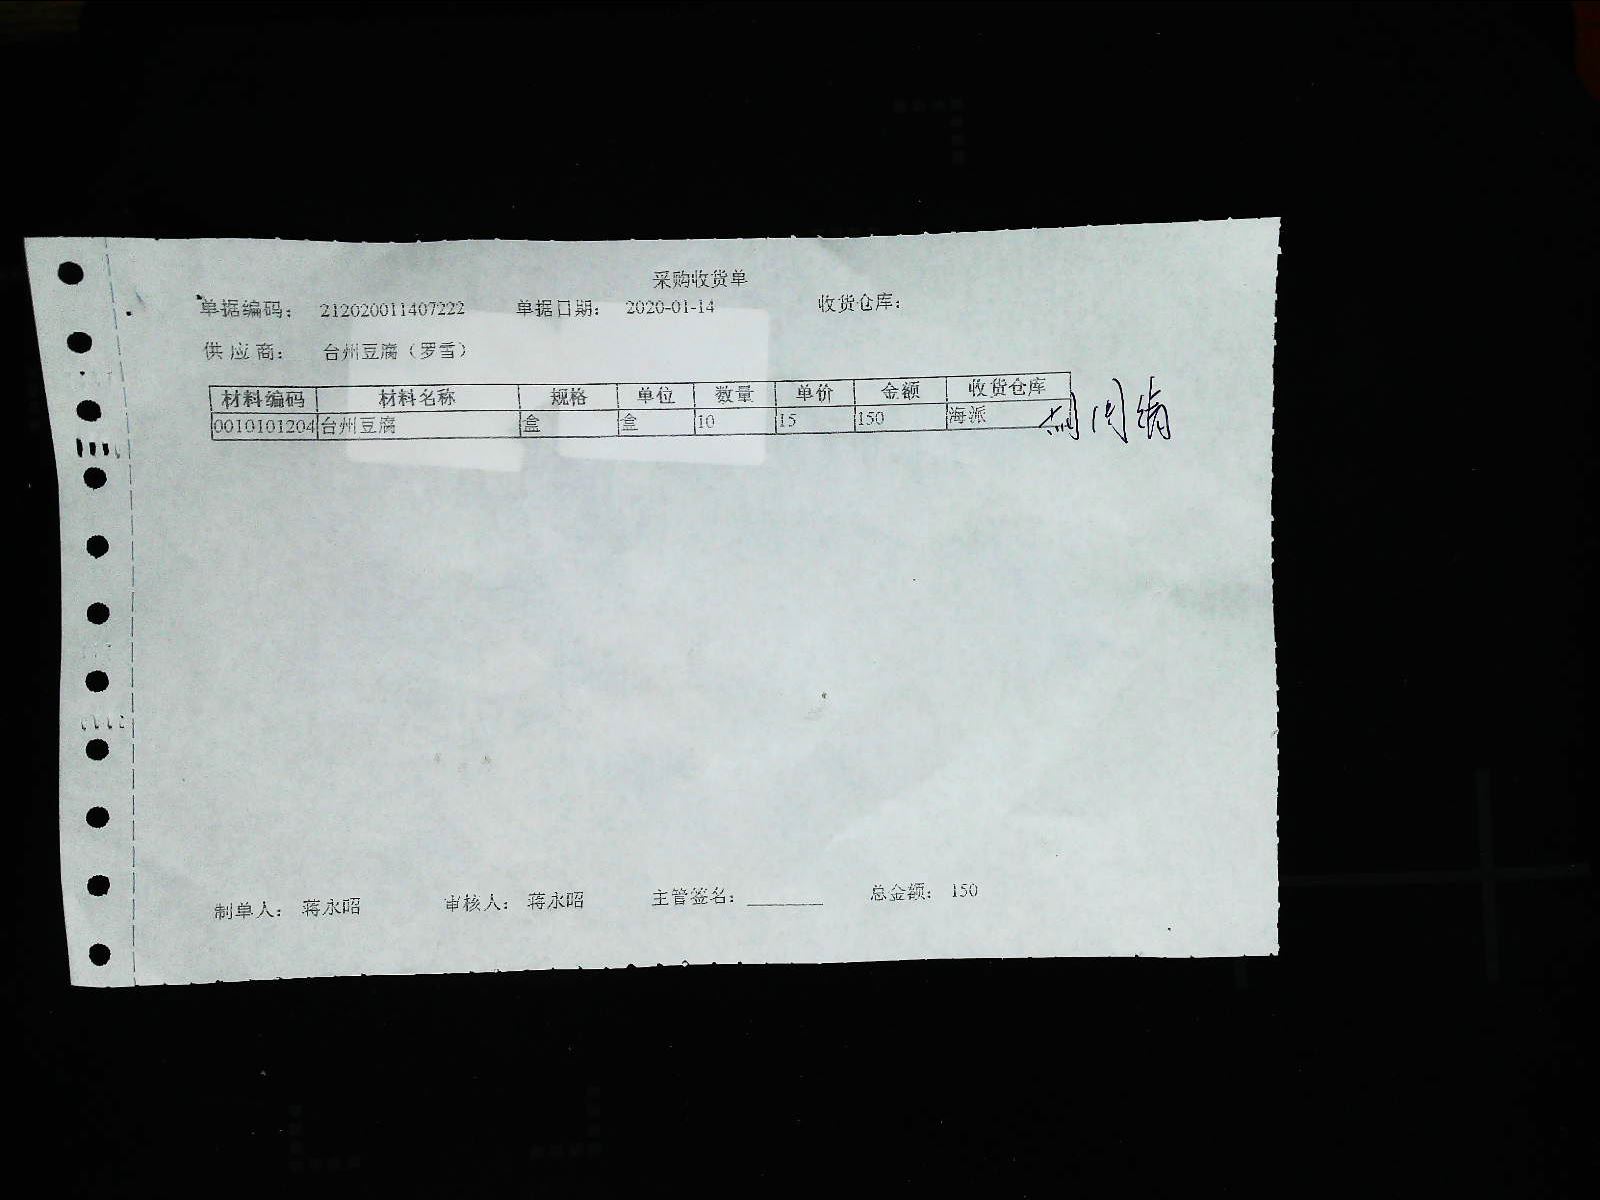 采购收货单
单据编码: 212020011407222 单据日期: 2020-01-14 收货仓库:
供应商: 台州豆腐（罗雪）
材料编码 材料名称 规格 单位 数量 单价 金额 收货仓库
0010101204 台州豆腐 盒 盒 10 15 150 海派
制单人: 蒋永昭 审核人: 蒋永昭 主管签名: ________ 总金额: 150